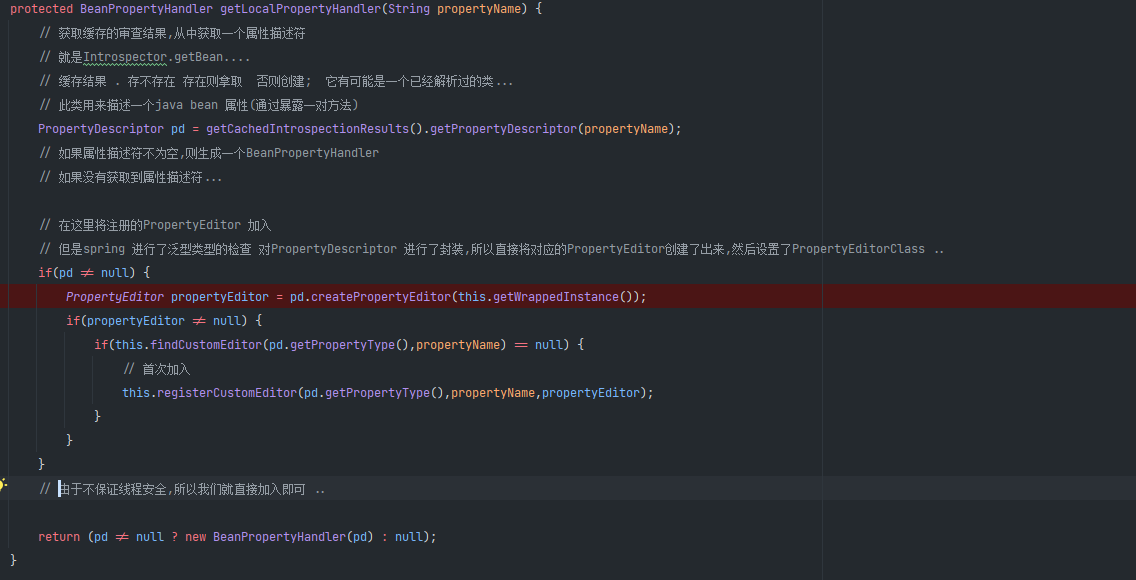 protected BeanPropertyHandler getLocalPropertyHandler(String propertyName) {
// 获取缓存的审查结果,从中获取一个属性描述符
// 就是Introspector.getBean....
// 缓存结果 . 存不存在 存在则拿取  否则创建;  它有可能是一个已经解析过的类...
// 此类用来描述一个java bean 属性(通过暴露一对方法)
PropertyDescriptor pd = getCachedIntrospectionResults().getPropertyDescriptor(propertyName);
// 如果属性描述符不为空,则生成一个BeanPropertyHandler
// 如果没有获取到属性描述符...
// 在这里将注册的PropertyEditor 加入
// 但是spring 进行了泛型类型的检查 对PropertyDescriptor 进行了封装,所以直接将对应的PropertyEditor创建了出来,然后设置了PropertyEditorClass ..
if(pd != null) {
PropertyEditor propertyEditor = pd.createPropertyEditor(this.getWrappedInstance());
if(propertyEditor != null) {
if(this.findCustomEditor(pd.getPropertyType(),propertyName) == null) {
// 首次加入
this.registerCustomEditor(pd.getPropertyType(),propertyName,propertyEditor);
}
}
}
// 由于不保证线程安全,所以我们就直接加入即可 ..
return (pd != null ? new BeanPropertyHandler(pd) : null);
}